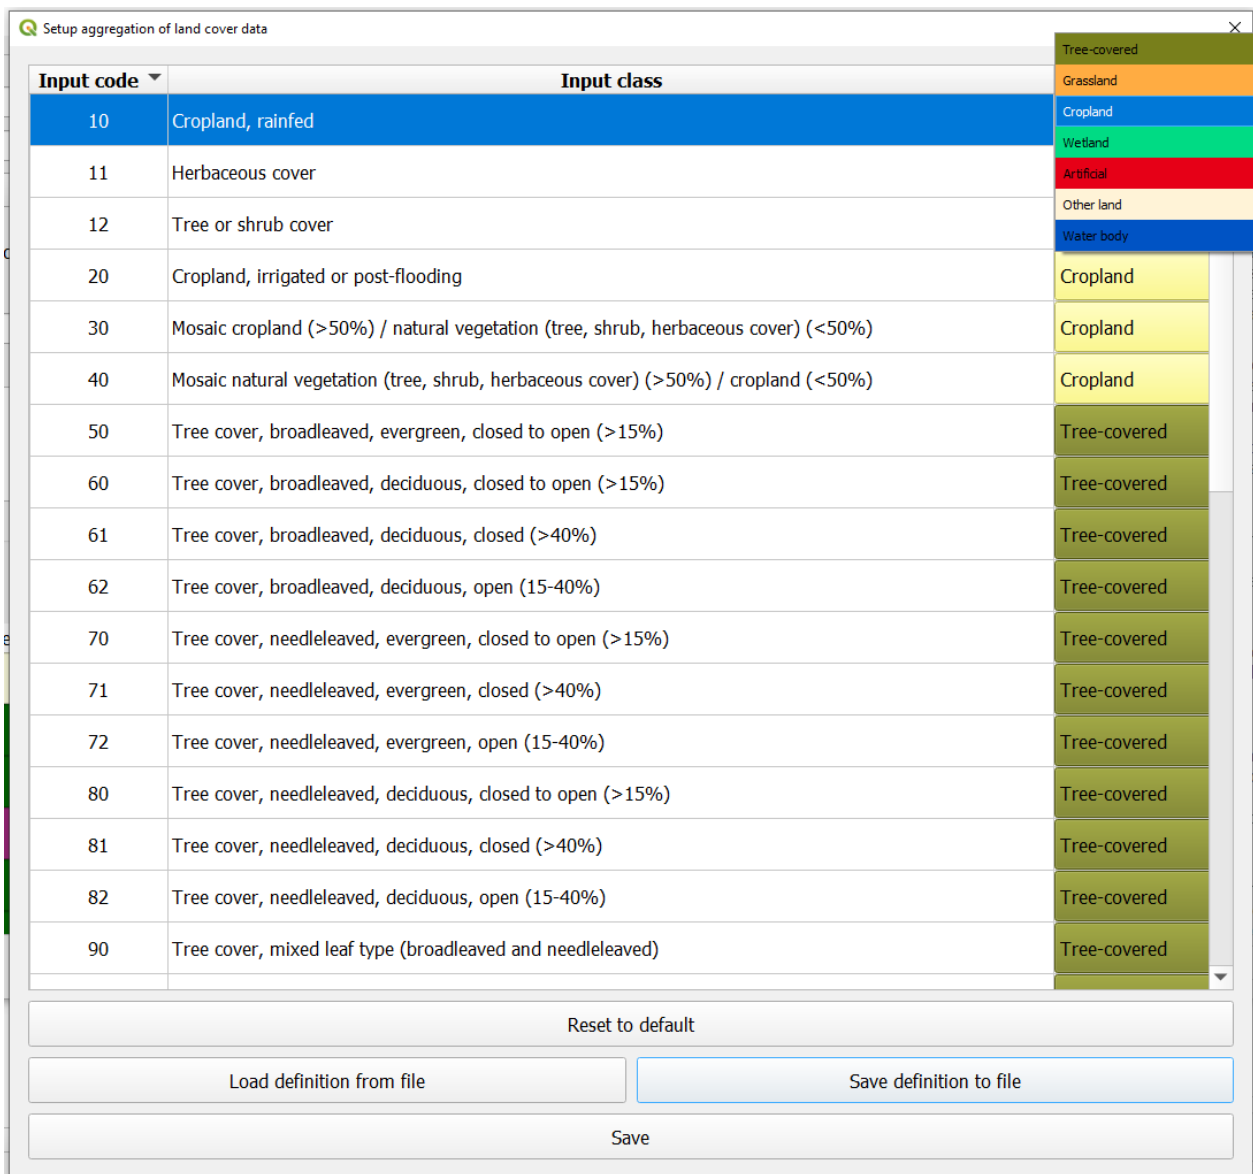 Setup aggregation of land cover data
Input code Input class
Tree-covered
Grassland
Cropland
Wetland
Artificial
Other land
Water body
10 Cropland, rainfed
11 Herbaceous cover
12 Tree or shrub cover
20 Cropland, irrigated or post-flooding Cropland
30 Mosaic cropland (>50%) / natural vegetation (tree, shrub, herbaceous cover) (<50%) Cropland
40 Mosaic natural vegetation (tree, shrub, herbaceous cover) (>50%) / cropland (<50%) Cropland
50 Tree cover, broadleaved, evergreen, closed to open (>15%) Tree-covered
60 Tree cover, broadleaved, deciduous, closed to open (>15%) Tree-covered
61 Tree cover, broadleaved, deciduous, closed (>40%) Tree-covered
62 Tree cover, broadleaved, deciduous, open (15-40%) Tree-covered
70 Tree cover, needleleaved, evergreen, closed to open (>15%) Tree-covered
71 Tree cover, needleleaved, evergreen, closed (>40%) Tree-covered
72 Tree cover, needleleaved, evergreen, open (15-40%) Tree-covered
80 Tree cover, needleleaved, deciduous, closed to open (>15%) Tree-covered
81 Tree cover, needleleaved, deciduous, closed (>40%) Tree-covered
82 Tree cover, needleleaved, deciduous, open (15-40%) Tree-covered
90 Tree cover, mixed leaf type (broadleaved and needleleaved) Tree-covered
Reset to default
Load definition from file Save definition to file
Save